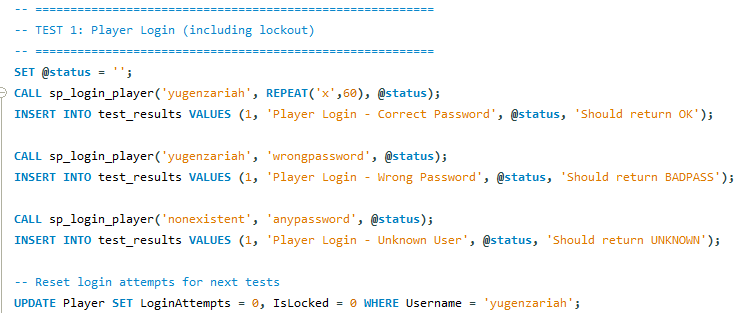 -- =======================================================
-- TEST 1: Player Login (including lockout)
-- =======================================================
SET @status = '';
CALL sp_login_player('yugenzariah', REPEAT('x',60), @status);
INSERT INTO test_results VALUES (1, 'Player Login - Correct Password', @status, 'Should return OK');
CALL sp_login_player('yugenzariah', 'wrongpassword', @status);
INSERT INTO test_results VALUES (1, 'Player Login - Wrong Password', @status, 'Should return BADPASS');
CALL sp_login_player('nonexistent', 'anypassword', @status);
INSERT INTO test_results VALUES (1, 'Player Login - Unknown User', @status, 'Should return UNKNOWN');
-- Reset login attempts for next tests
UPDATE Player SET LoginAttempts = 0, IsLocked = 0 WHERE Username = 'yugenzariah';